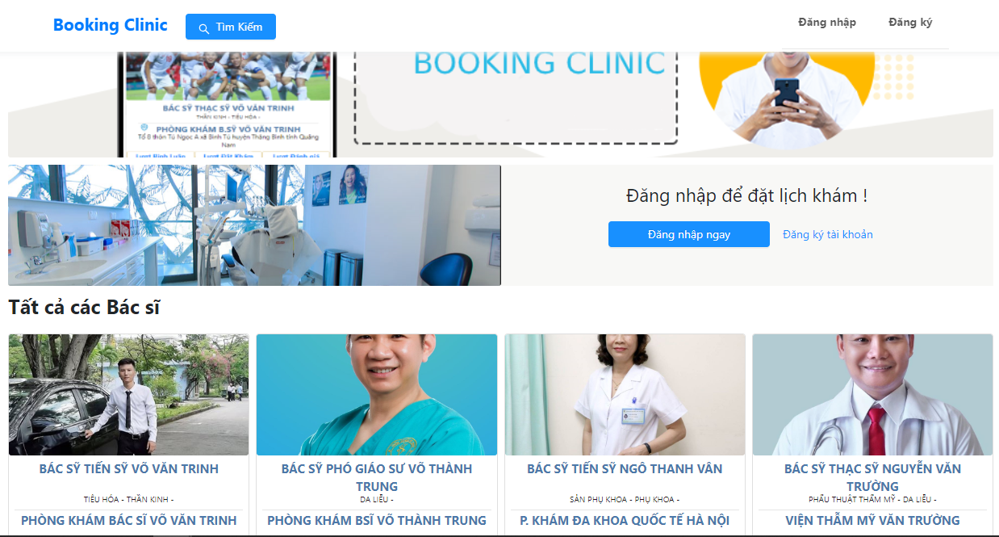 Booking Clinic
Tìm Kiếm
Đăng nhập
Đăng ký
BOOKING CLINIC
BÁC SỸ THẠC SỸ VÕ VĂN TRINH
THẦN KINH - TIÊU HÓA -
PHÒNG KHÁM B.SỸ VÕ VĂN TRINH
Tổ 8 thôn Tú Ngọc A xã Bình Tú huyện Thăng Bình tỉnh Quảng
Nam
Lượt Bình Luận
Lượt Đặt Khám
Lượt Đánh giá
Đăng nhập để đặt lịch khám !
Đăng nhập ngay
Đăng ký tài khoản
Tất cả các Bác sĩ
BÁC SỸ TIẾN SỸ VÕ VĂN TRINH
TIÊU HÓA - THẦN KINH -
PHÒNG KHÁM BÁC SĨ VÕ VĂN TRINH
BÁC SỸ PHÓ GIÁO SƯ VÕ THÀNH
TRUNG
DA LIỄU -
PHÒNG KHÁM BSĨ VÕ THÀNH TRUNG
BÁC SỸ TIẾN SỸ NGÔ THANH VÂN
SẢN PHỤ KHOA - PHỤ KHOA -
P. KHÁM ĐA KHOA QUỐC TẾ HÀ NỘI
BÁC SỸ THẠC SỸ NGUYỄN VĂN
TRƯỜNG
PHẪU THUẬT THẨM MỸ - DA LIỄU -
VIỆN THẪM MỸ VĂN TRƯỜNG